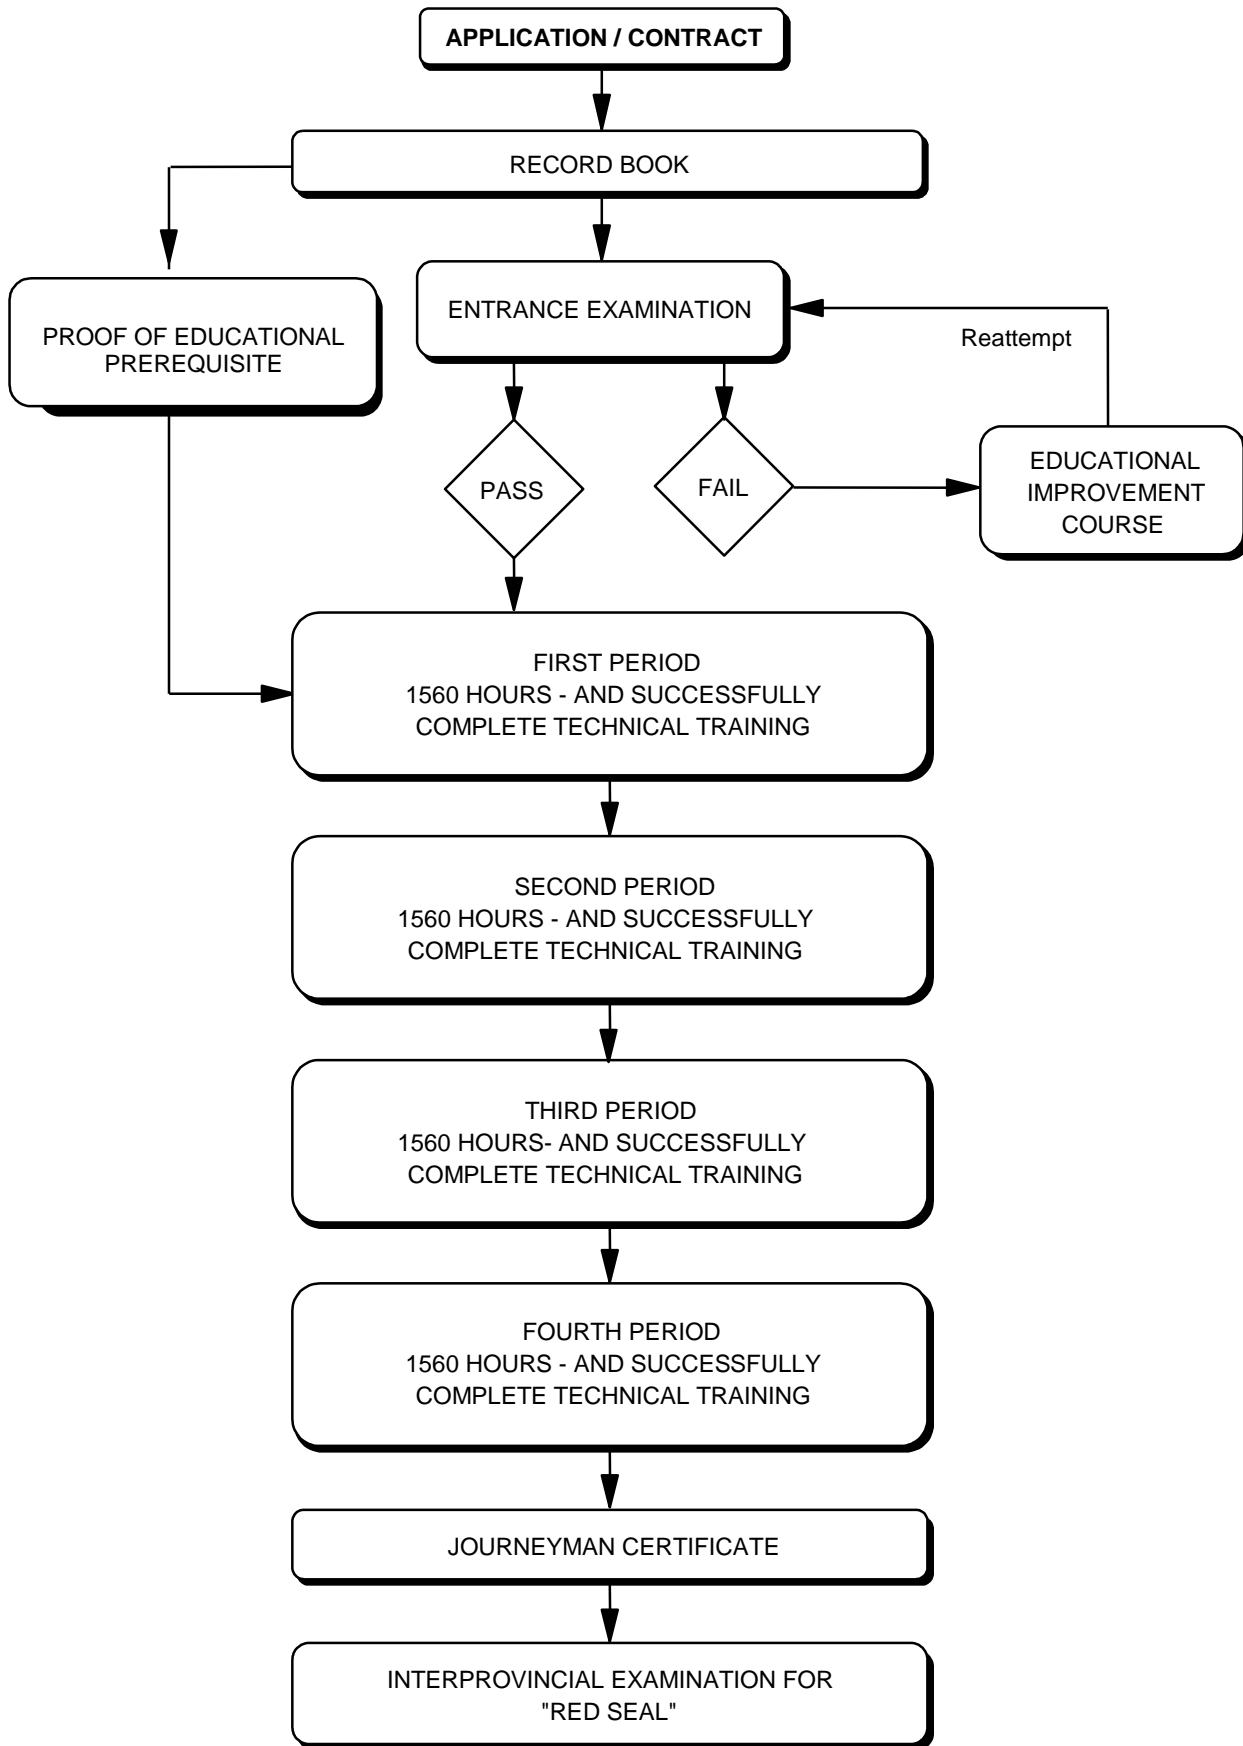 APPLICATION / CONTRACT
RECORD BOOK
PROOF OF EDUCATIONAL
PREREQUISITE
ENTRANCE EXAMINATION
Reattempt
PASS
FAIL
EDUCATIONAL
IMPROVEMENT
COURSE
FIRST PERIOD
1560 HOURS - AND SUCCESSFULLY
COMPLETE TECHNICAL TRAINING
SECOND PERIOD
1560 HOURS - AND SUCCESSFULLY
COMPLETE TECHNICAL TRAINING
THIRD PERIOD
1560 HOURS- AND SUCCESSFULLY
COMPLETE TECHNICAL TRAINING
FOURTH PERIOD
1560 HOURS - AND SUCCESSFULLY
COMPLETE TECHNICAL TRAINING
JOURNEYMAN CERTIFICATE
INTERPROVINCIAL EXAMINATION FOR
"RED SEAL"